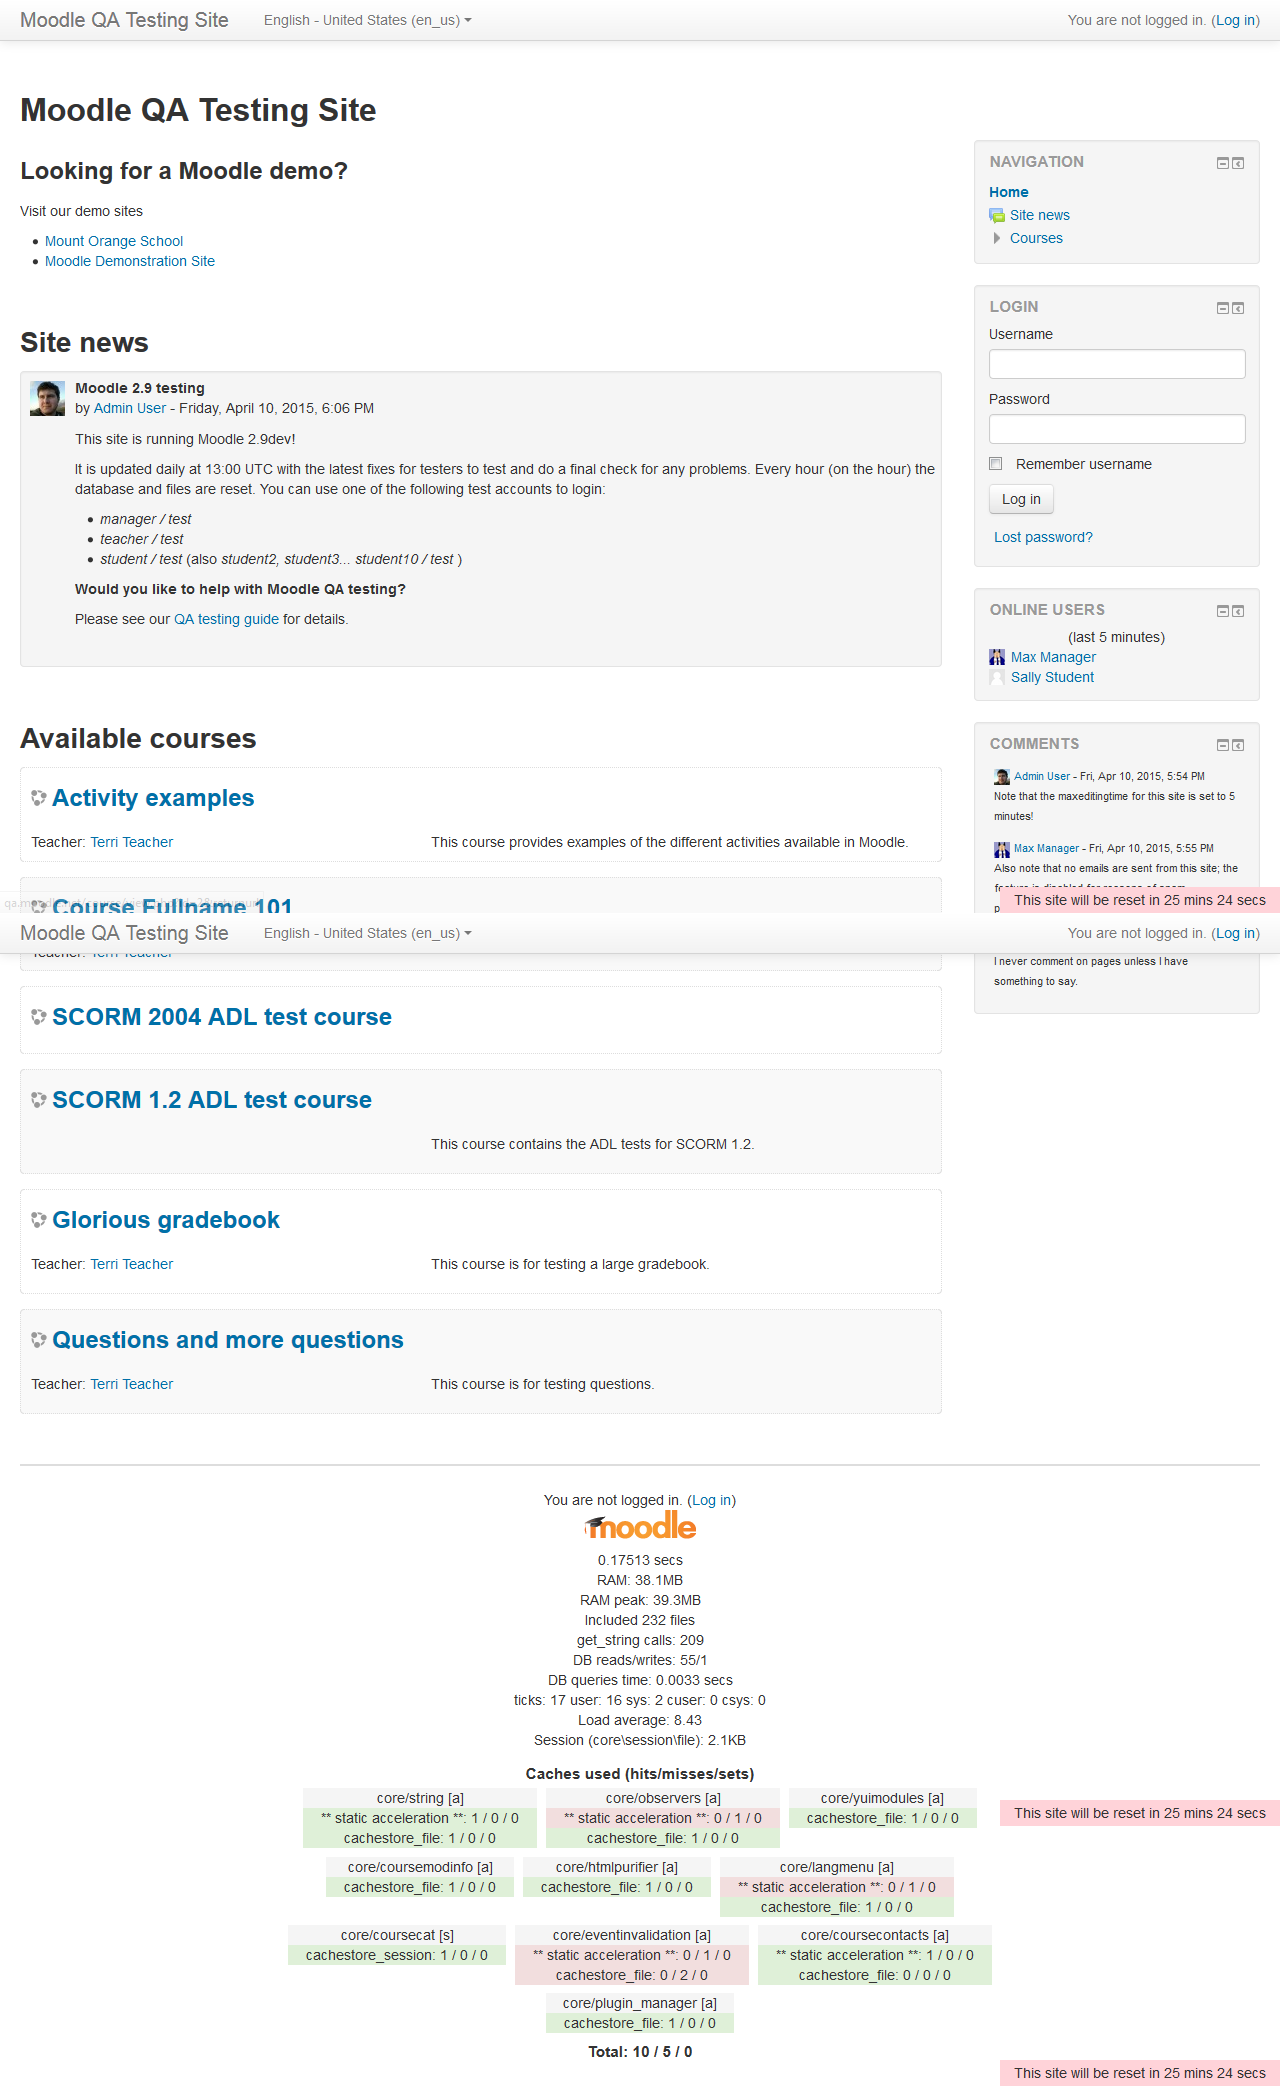 Moodle QA Testing Site English - United States (en_us) You are not logged in. (Log in)
Moodle QA Testing Site
Looking for a Moodle demo?
Visit our demo sites
Mount Orange School
Moodle Demonstration Site
Site news
Moodle 2.9 testing
by Admin User - Friday, April 10, 2015, 6:06 PM
This site is running Moodle 2.9dev!
It is updated daily at 13:00 UTC with the latest fixes for testers to test and do a final check for any problems. Every hour (on the hour) the
database and files are reset. You can use one of the following test accounts to login:
manager / test
teacher / test
student / test (also student2, student3... student10 / test )
Would you like to help with Moodle QA testing?
Please see our QA testing guide for details.
NAVIGATION
Home
Site news
Courses
LOGIN
Username
Password
Remember username
Log in
Lost password?
ONLINE USERS
(last 5 minutes)
Max Manager
Sally Student
COMMENTS
Admin User - Fri, Apr 10, 2015, 5:54 PM
Note that the maxeditingtime for this site is set to 5
minutes!
Max Manager - Fri, Apr 10, 2015, 5:55 PM
Also note that no emails are sent from this site; the
This site will be reset in 25 mins 24 secs
I never comment on pages unless I have
something to say.
Available courses
Activity examples
Teacher: Terri Teacher This course provides examples of the different activities available in Moodle.
Course Fullname 101
Moodle QA Testing Site English - United States (en_us) You are not logged in. (Log in)
Teacher: Terri Teacher
SCORM 2004 ADL test course
SCORM 1.2 ADL test course
This course contains the ADL tests for SCORM 1.2.
Glorious gradebook
Teacher: Terri Teacher This course is for testing a large gradebook.
Questions and more questions
Teacher: Terri Teacher This course is for testing questions.
You are not logged in. (Log in)
moodle
0.17513 secs
RAM: 38.1MB
RAM peak: 39.3MB
Included 232 files
get_string calls: 209
DB reads/writes: 55/1
DB queries time: 0.0033 secs
ticks: 17 user: 16 sys: 2 cuser: 0 csys: 0
Load average: 8.43
Session (core\session\file): 2.1KB
Caches used (hits/misses/sets)
core/string [a]
** static acceleration **: 1 / 0 / 0
cachestore_file: 1 / 0 / 0
core/observers [a]
** static acceleration **: 0 / 1 / 0
cachestore_file: 1 / 0 / 0
core/yuimodules [a]
cachestore_file: 1 / 0 / 0
This site will be reset in 25 mins 24 secs
core/coursemodinfo [a]
cachestore_file: 1 / 0 / 0
core/htmlpurifier [a]
cachestore_file: 1 / 0 / 0
core/langmenu [a]
** static acceleration **: 0 / 1 / 0
cachestore_file: 1 / 0 / 0
core/coursecat [s]
cachestore_session: 1 / 0 / 0
core/eventinvalidation [a]
** static acceleration **: 0 / 1 / 0
cachestore_file: 0 / 2 / 0
core/coursecontacts [a]
** static acceleration **: 1 / 0 / 0
cachestore_file: 0 / 0 / 0
core/plugin_manager [a]
cachestore_file: 1 / 0 / 0
Total: 10 / 5 / 0
This site will be reset in 25 mins 24 secs